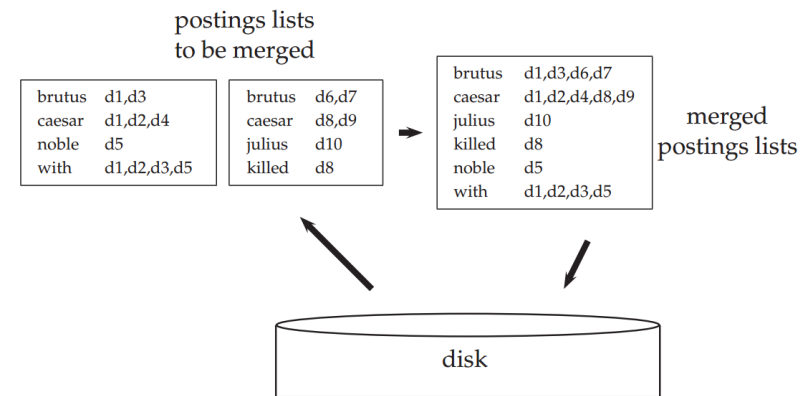 postings lists
to be merged
brutus d1,d3
caesar d1,d2,d4
noble d5
with d1,d2,d3,d5
brutus d6,d7
caesar d8,d9
julius d10
killed d8
brutus d1,d3,d6,d7
caesar d1,d2,d4,d8,d9
julius d10
killed d8
noble d5
with d1,d2,d3,d5
merged
postings lists
disk